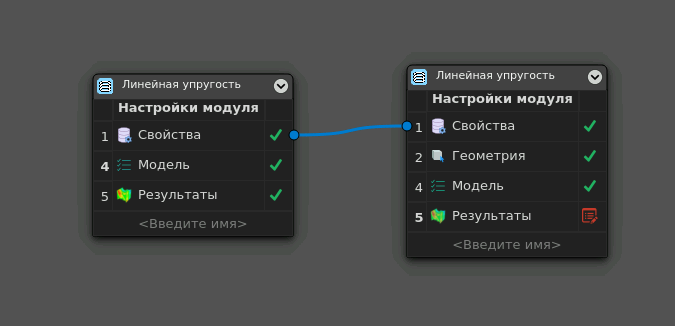 Линейная упругость
Настройки модуля
1 Свойства
4 Модель
5 Результаты
<Введите имя>
Линейная упругость
Настройки модуля
1 Свойства
2 Геометрия
4 Модель
5 Результаты
<Введите имя>